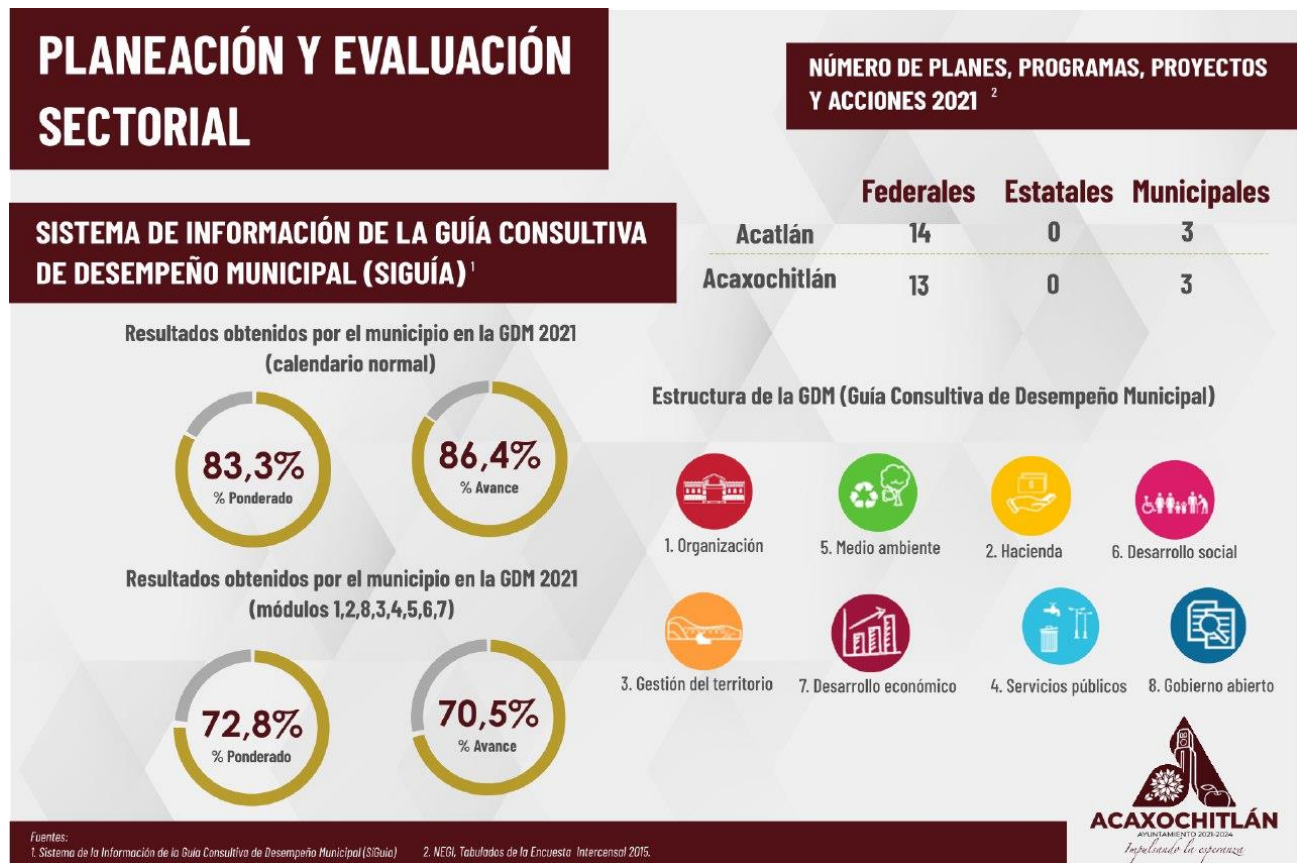 PLANEACIÓN Y EVALUACIÓN
SECTORIAL
SISTEMA DE INFORMACIÓN DE LA GUÍA CONSULTIVA
DE DESEMPEÑO MUNICIPAL (SIGUÍA) 1
Resultados obtenidos por el municipio en la GDM 2021
(calendario normal)
83,3%
% Ponderado
86,4%
% Avance
Resultados obtenidos por el municipio en la GDM 2021
(módulos 1,2,8,3,4,5,6,7)
72,8%
% Ponderado
70,5%
% Avance
NÚMERO DE PLANES, PROGRAMAS, PROYECTOS
Y ACCIONES 2021 2
Federales Estatales Municipales
Acatlán 14 0 3
Acaxochitlán 13 0 3
Estructura de la GDM (Guía Consultiva de Desempeño Municipal)
1. Organización
5. Medio ambiente
2. Hacienda
6. Desarrollo social
3. Gestión del territorio
7. Desarrollo económico
4. Servicios públicos
8. Gobierno abierto
ACAXOCHITLÁN
AYUNTAMIENTO 2021-2024
Impulsando la esperanza
Fuentes:
1. Sistema de la Información de la Guía Consultiva de Desempeño Municipal (SiGuía) 2. NEGI, Tabulados de la Encuesta Intercensal 2015.